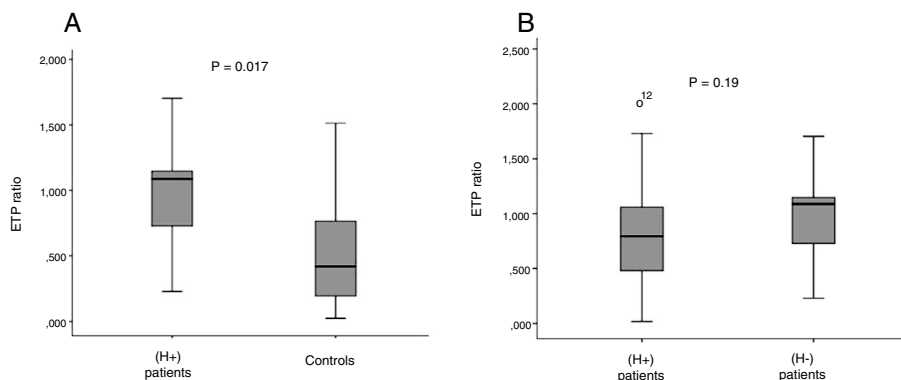 A
P = 0.017
2,000
1,500
1,000
,500
,000
ETP ratio
(H+)
patients
Controls
B
P = 0.19
2,500
2,000
1,500
1,000
,500
,000
ETP ratio
o12
(H+)
patients
(H-)
patients